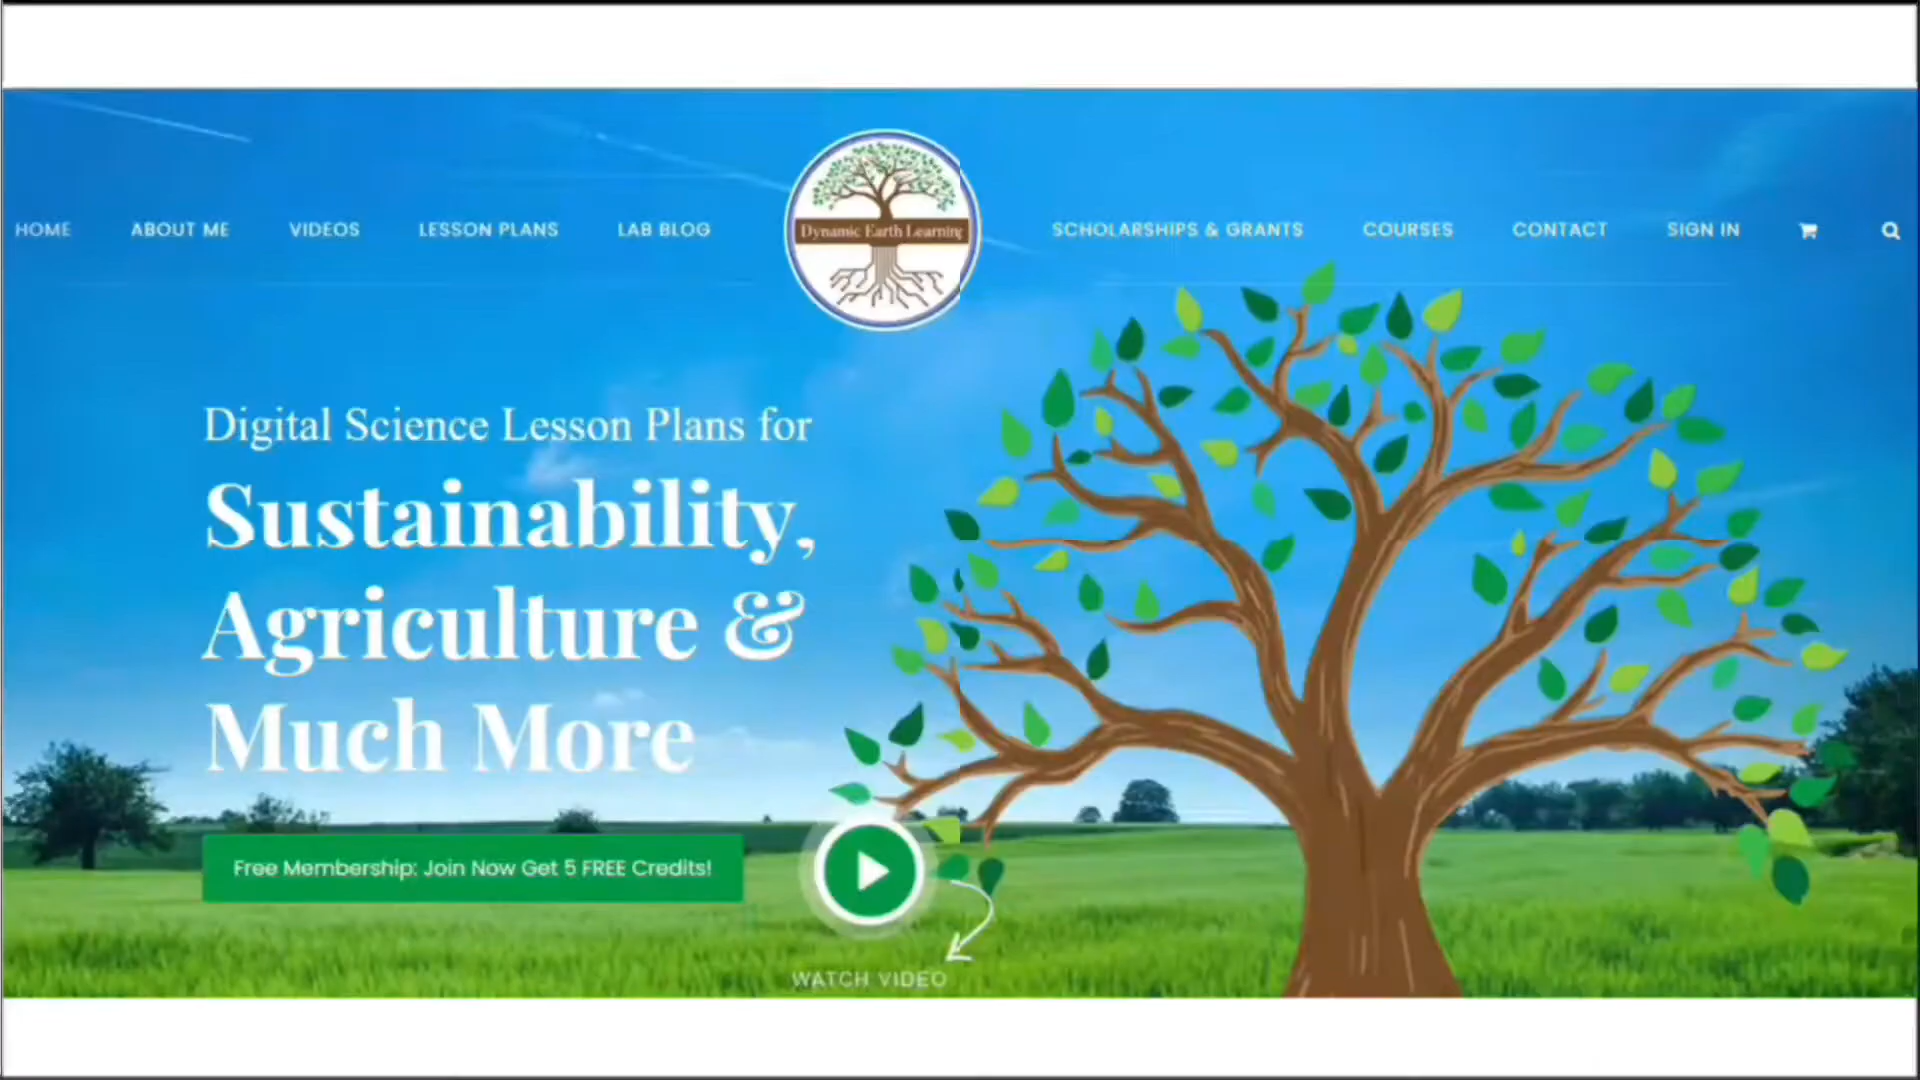 HOME ABOUT ME VIDEOS LESSON PLANS LAB BLOG
Dynamic Earth Learning
SCHOLARSHIPS & GRANTS COURSES CONTACT SIGN IN
Digital Science Lesson Plans for
Sustainability,
Agriculture &
Much More
Free Membership: Join Now Get 5 FREE Credits!
WATCH VIDEO